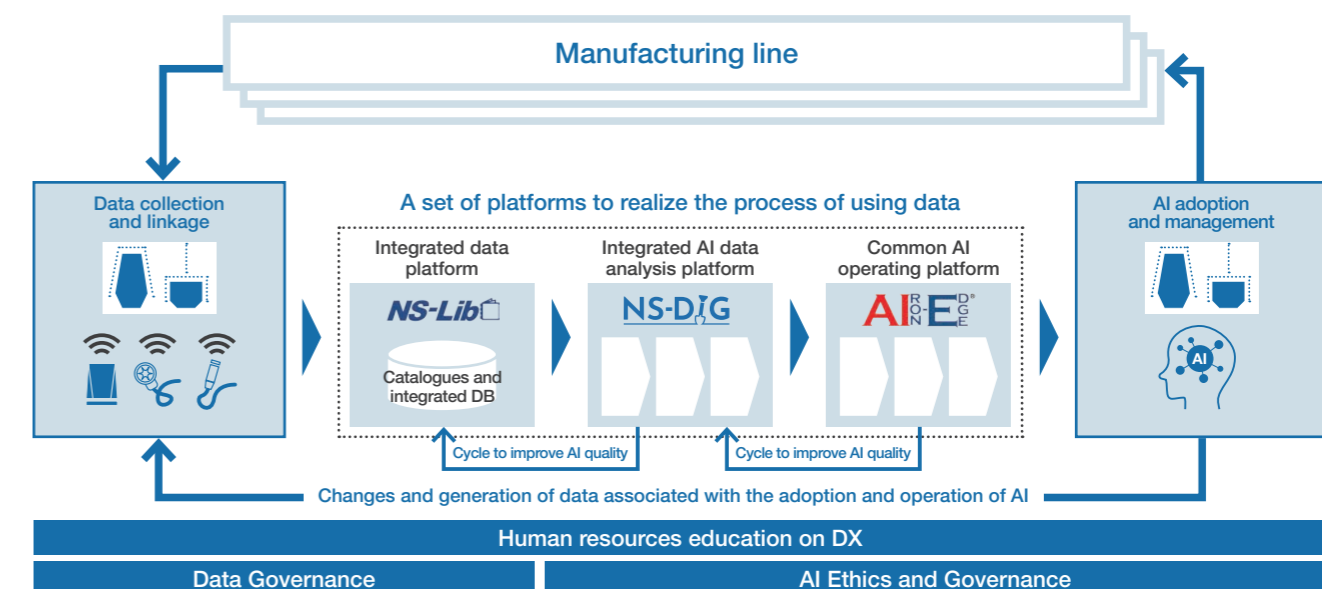 Manufacturing line
Data collection
and linkage
A set of platforms to realize the process of using data
Integrated data
platform
NS-Lib
Catalogues and
integrated DB
Integrated AI data
analysis platform
NS-DiG
Common AI
operating platform
AIRON-EDGE®
AI adoption
and management
AI
Cycle to improve AI quality
Cycle to improve AI quality
Changes and generation of data associated with the adoption and operation of AI
Human resources education on DX
Data Governance
AI Ethics and Governance